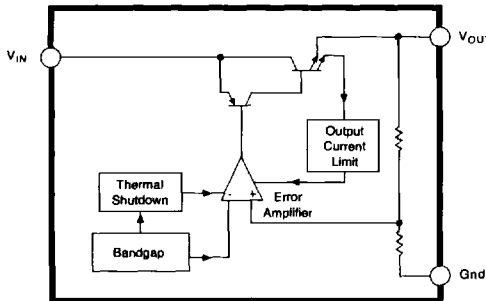 VIN
VOUT
Output
Current
Limit
Thermal
Shutdown
- +
Error
Amplifier
Bandgap
Gnd